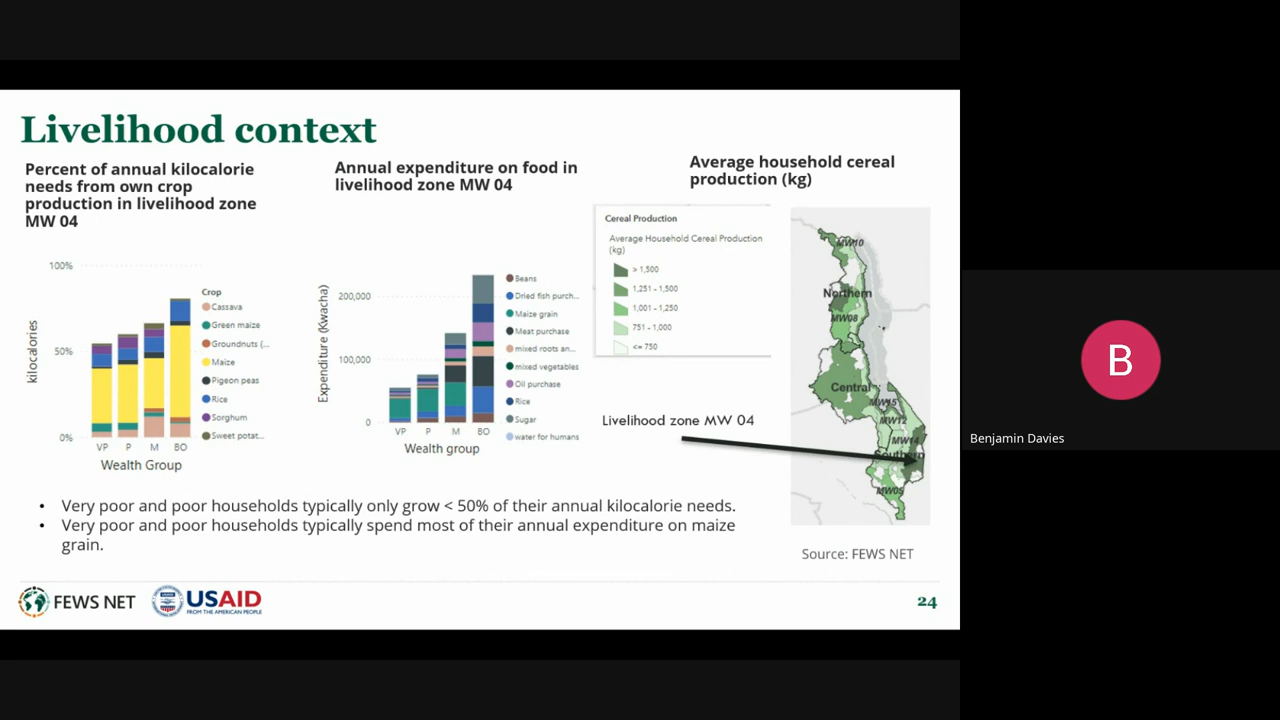 Livelihood context
Percent of annual kilocalorie
needs from own crop
production in livelihood zone
MW 04
100%
50%
0%
kilocalories
VP P M BO
Wealth Group
Crop
Cassava
Green maize
Groundnuts (...
Maize
Pigeon peas
Rice
Sorghum
Sweet potat...
Annual expenditure on food in
livelihood zone MW 04
200,000
100,000
0
Expenditure (Kwacha)
VP P M BO
Wealth group
Beans
Dried fish purch...
Maize grain
Meat purchase
mixed roots an...
mixed vegetables
Oil purchase
Rice
Sugar
water for humans
Average household cereal
production (kg)
Cereal Production
Average Household Cereal Production
(kg)
> 1,500
1,251 - 1,500
1,001 - 1,250
751 - 1,000
<= 750
MW10
Northern
MW08
Central
MW15
MW12
MW14
Southern
MW05
Livelihood zone MW 04
• Very poor and poor households typically only grow < 50% of their annual kilocalorie needs.
• Very poor and poor households typically spend most of their annual expenditure on maize
grain.
Source: FEWS NET
FEWS NET
USAID
FROM THE AMERICAN PEOPLE
24
B
Benjamin Davies